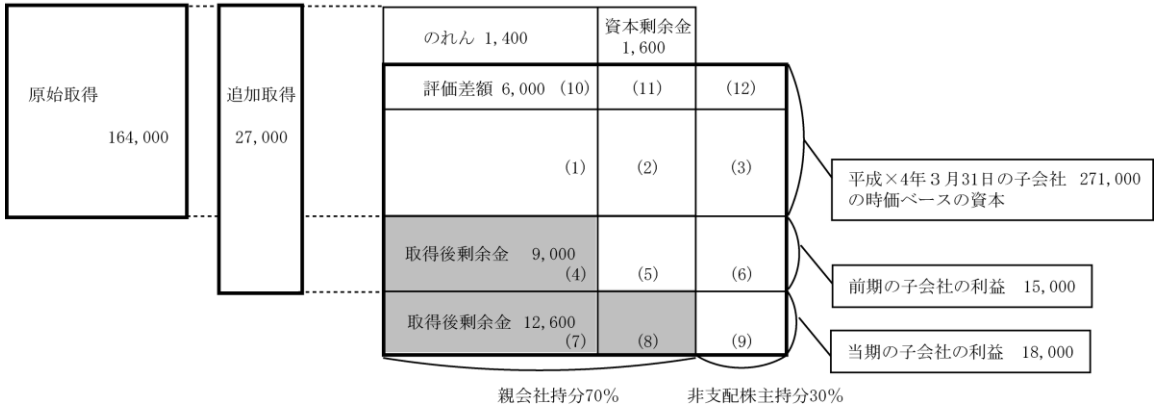 のれん 1,400
資本剰余金
1,600
原始取得
164,000
追加取得
27,000
評価差額 6,000 (10)
(11)
(12)
(1)
(2)
(3)
平成×4年3月31日の子会社 271,000
の時価ベースの資本
取得後剰余金 9,000
(4)
(5)
(6)
前期の子会社の利益 15,000
取得後剰余金 12,600
(7)
(8)
(9)
当期の子会社の利益 18,000
親会社持分70%
非支配株主持分30%